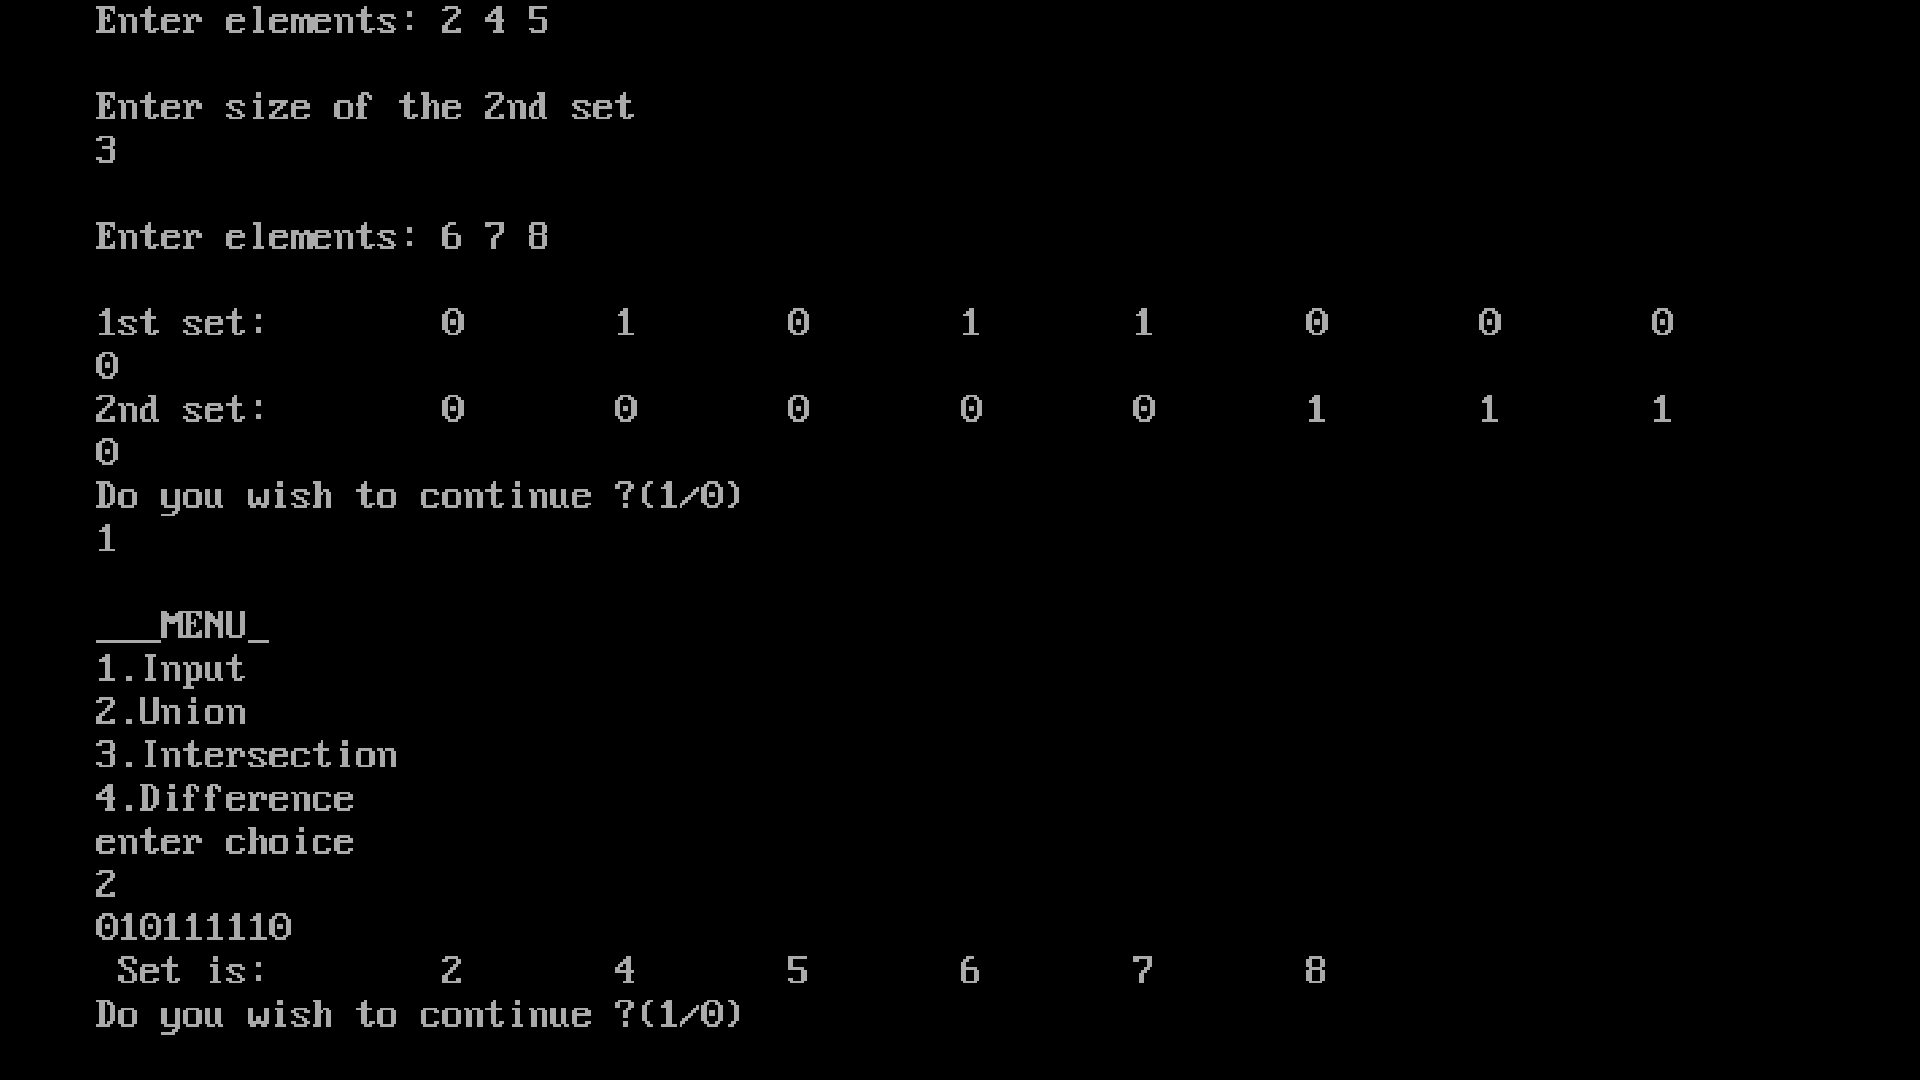 Enter elements: 2 4 5
Enter size of the 2nd set
3
Enter elements: 6 7 8
1st set: 0 1 0 1 1 0 0 0
0
2nd set: 0 0 0 0 0 1 1 1
0
Do you wish to continue ?(1/0)
1
___MENU_
1.Input
2.Union
3.Intersection
4.Difference
enter choice
2
010111110
Set is: 2 4 5 6 7 8
Do you wish to continue ?(1/0)